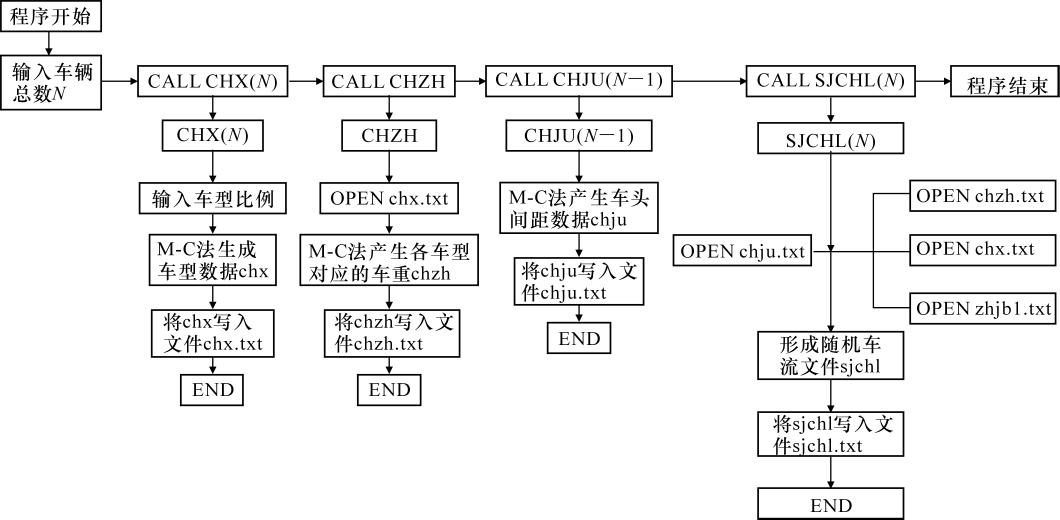 程序开始
输入车辆
总数N
CALL CHX(N)
CALL CHZH
CALL CHJU(N－1)
CALL SJCHL(N)
程序结束
CHX(N)
输入车型比例
M-C法生成
车型数据chx
将chx写入
文件chx.txt
END
CHZH
OPEN chx.txt
M-C法产生各车型
对应的车重chzh
将chzh写入文
件chzh.txt
END
CHJU(N－1)
M-C法产生车头
间距数据chju
将chju写入文
件chju.txt
END
SJCHL(N)
OPEN chzh.txt
OPEN chju.txt
OPEN chx.txt
OPEN zhjb1.txt
形成随机车
流文件sjchl
将sjchl写入文
件sjchl.txt
END